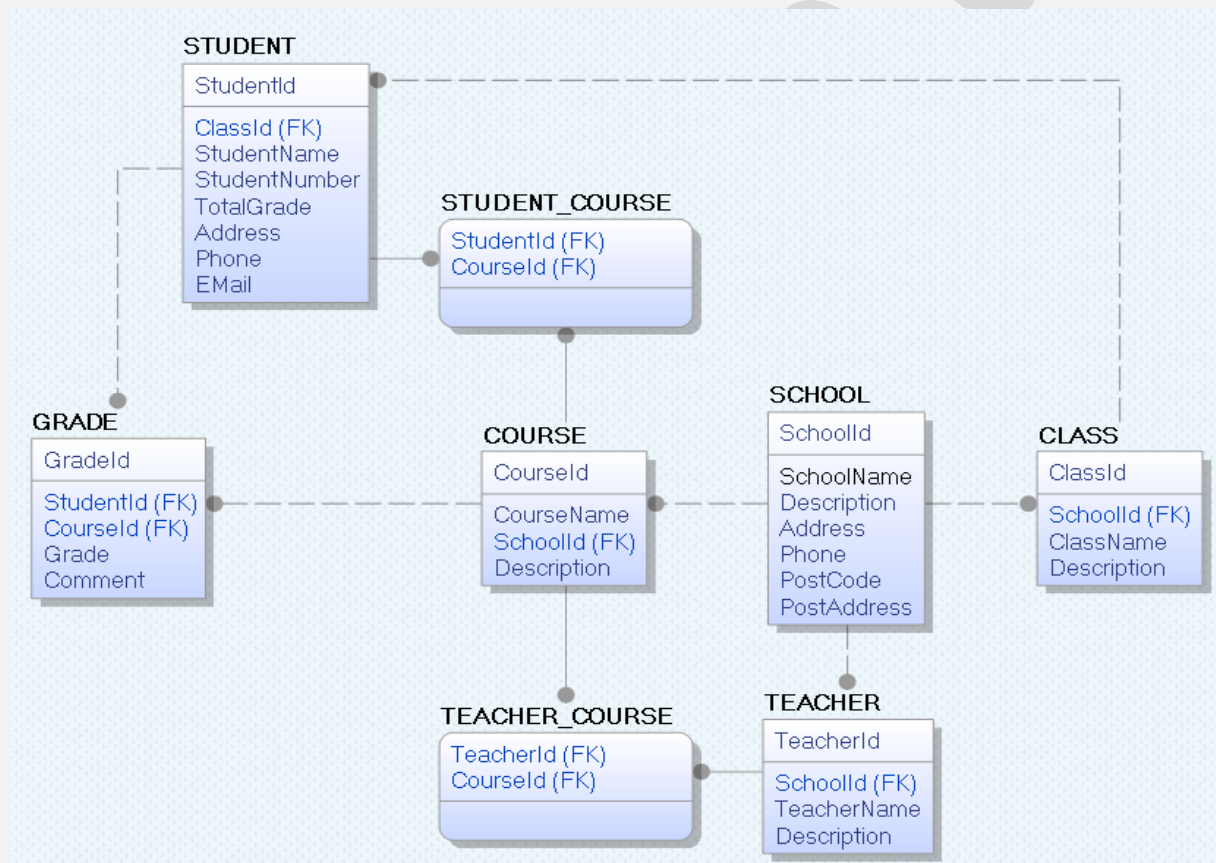 STUDENT
StudentId
ClassId (FK)
StudentName
StudentNumber
TotalGrade
Address
Phone
EMail
STUDENT_COURSE
StudentId (FK)
CourseId (FK)
GRADE
GradeId
StudentId (FK)
CourseId (FK)
Grade
Comment
COURSE
CourseId
CourseName
SchoolId (FK)
Description
SCHOOL
SchoolId
SchoolName
Description
Address
Phone
PostCode
PostAddress
CLASS
ClassId
SchoolId (FK)
ClassName
Description
TEACHER_COURSE
TeacherId (FK)
CourseId (FK)
TEACHER
TeacherId
SchoolId (FK)
TeacherName
Description